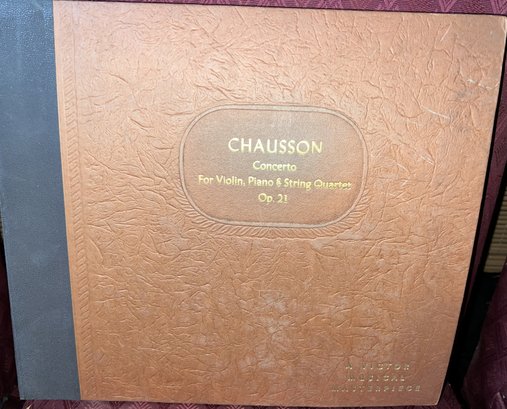 CHAUSSON
Concerto
For Violin, Piano & String Quartet
Op. 21
A VICTOR
MUSICAL
MASTERPIECE